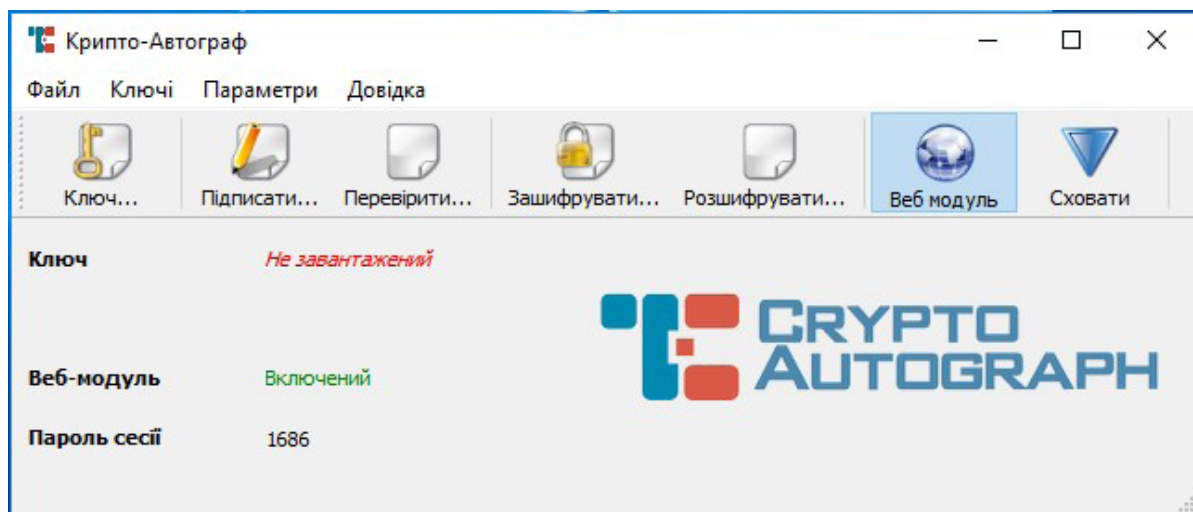 Крипто-Автограф
Файл Ключі Параметри Довідка
Ключ... Підписати... Перевірити... Зашифрувати... Розшифрувати... Веб модуль Сховати
Ключ Не завантажений
CRYPTO
AUTOGRAPH
Веб-модуль Включений
Пароль сесії 1686